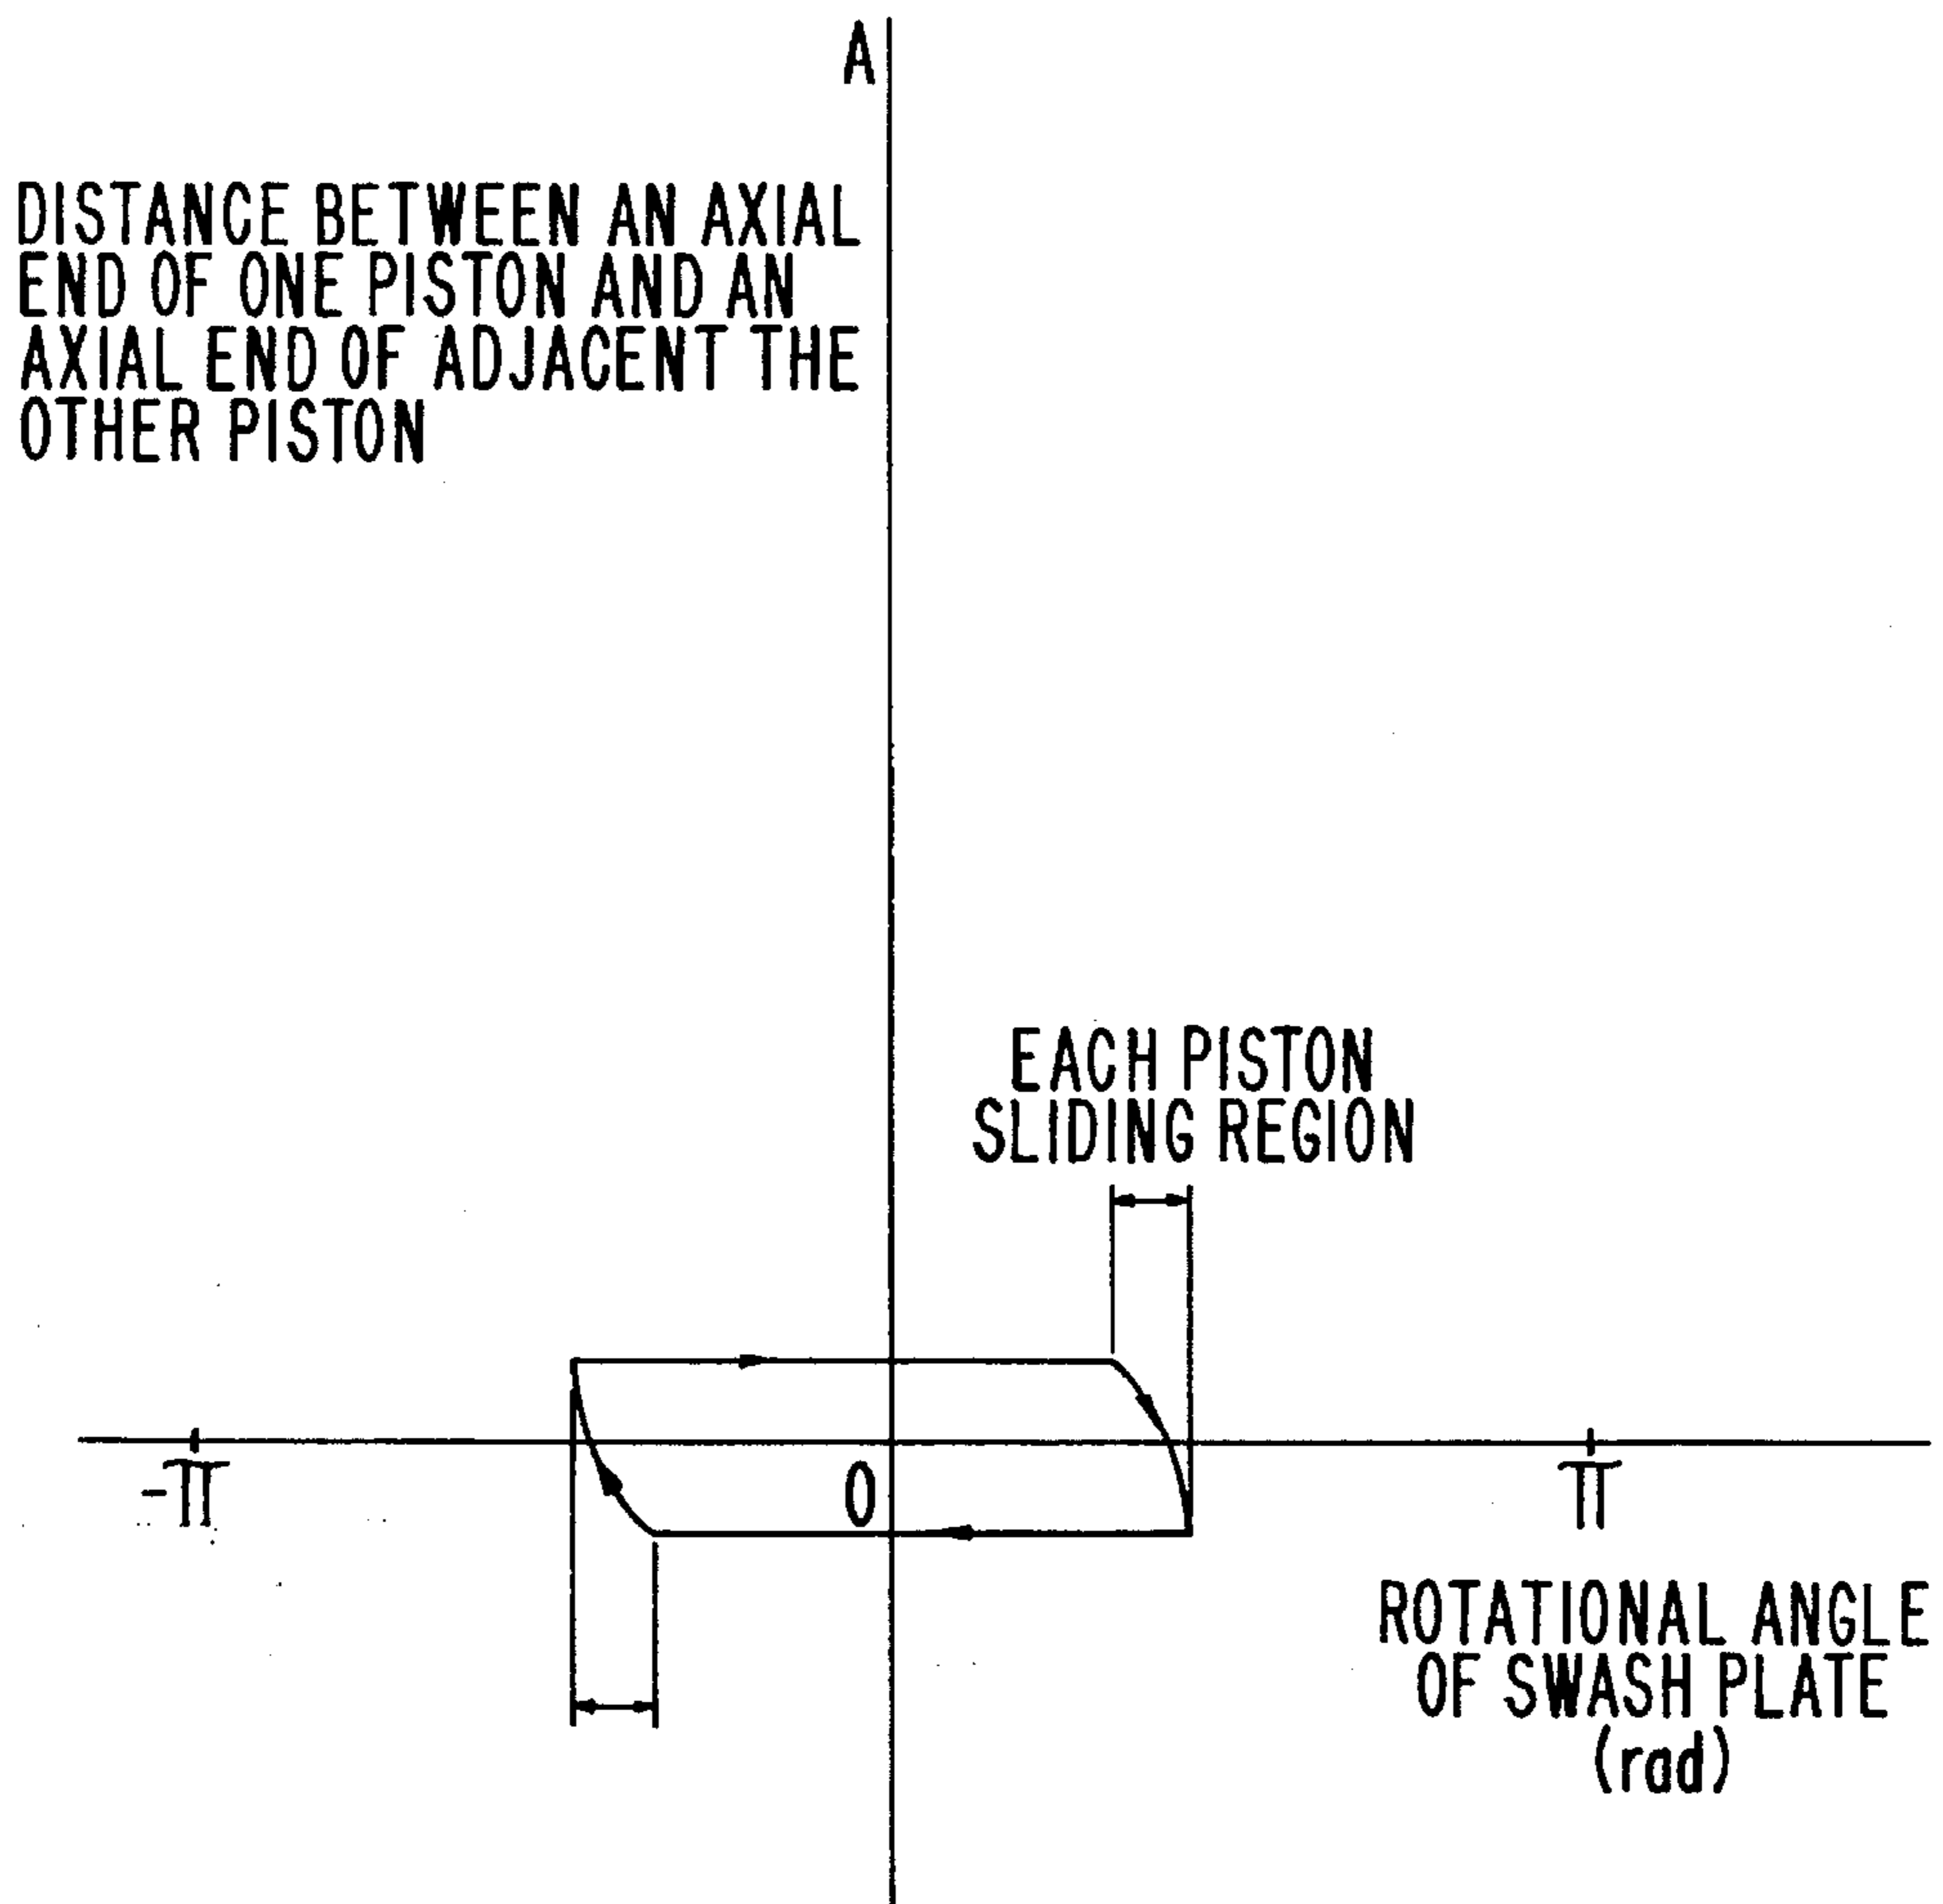 A
DISTANCE BETWEEN AN AXIAL
END OF ONE PISTON AND AN
AXIAL END OF ADJACENT THE
OTHER PISTON
EACH PISTON
SLIDING REGION
-π
0
π
ROTATIONAL ANGLE
OF SWASH PLATE
(rad)